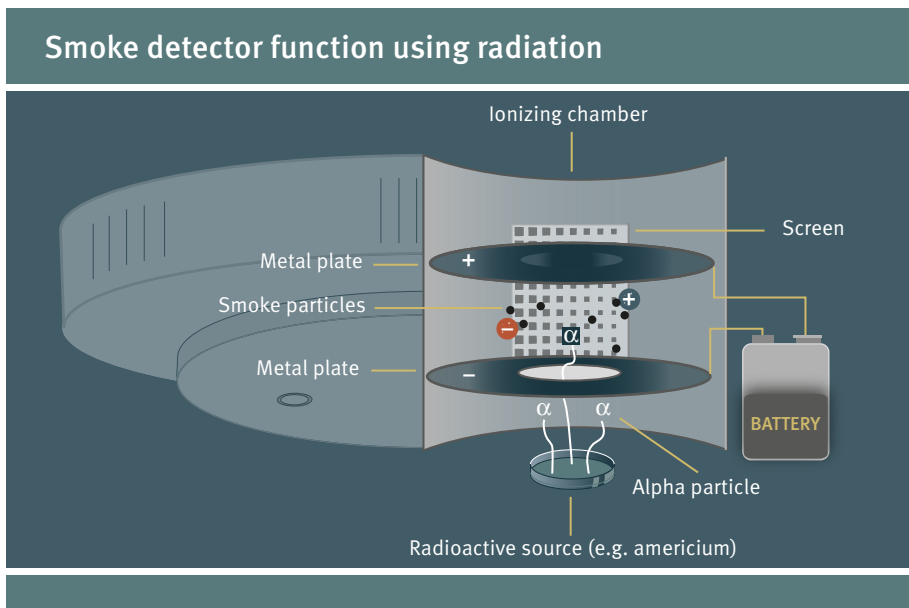 Smoke detector function using radiation
Ionizing chamber
Screen
Metal plate
+
Smoke particles
+
−
α
Metal plate
−
α
α
BATTERY
Alpha particle
Radioactive source (e.g. americium)